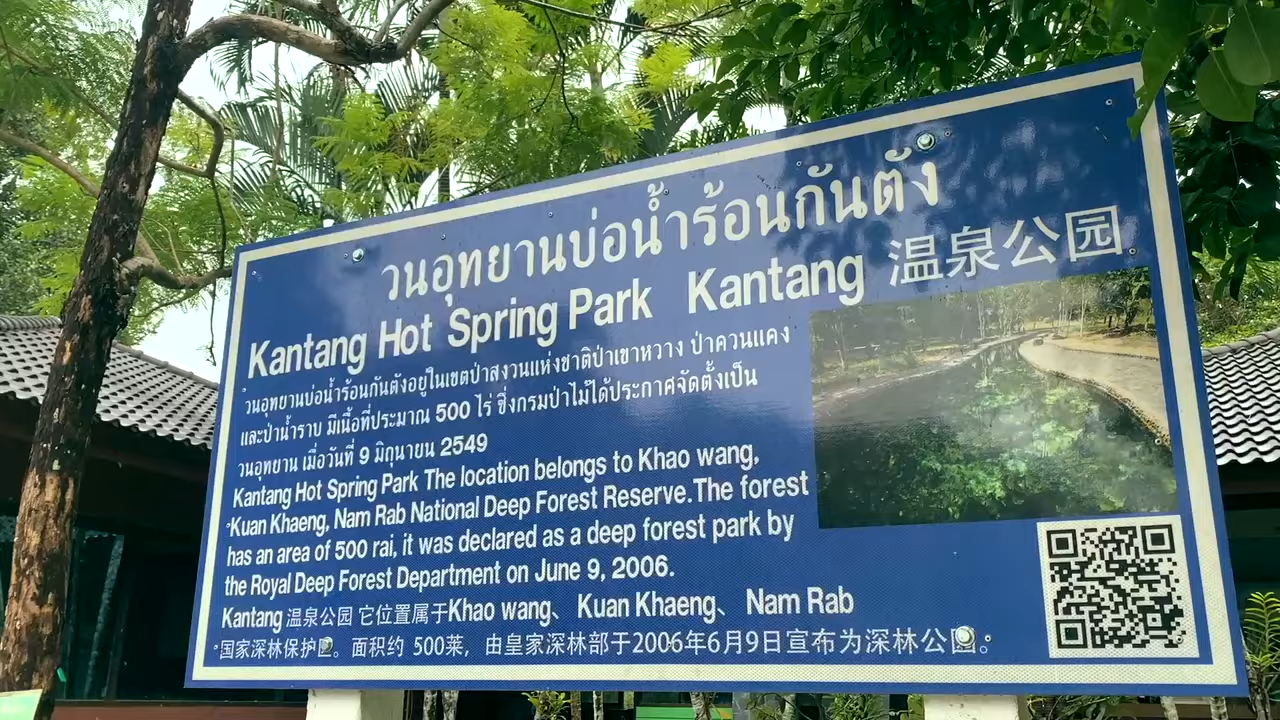 วนอุทยานบ่อน้ำร้อนกันตัง
Kantang Hot Spring Park Kantang 温泉公园
วนอุทยานบ่อน้ำร้อนกันตังอยู่ในเขตป่าสงวนแห่งชาติป่าเขาหวาง ป่าควนแคง
และป่าน้ำราบ มีเนื้อที่ประมาณ 500 ไร่ ซึ่งกรมป่าไม้ได้ประกาศจัดตั้งเป็น
วนอุทยาน เมื่อวันที่ 9 มิถุนายน 2549
Kantang Hot Spring Park The location belongs to Khao wang,
Kuan Khaeng, Nam Rab National Deep Forest Reserve.The forest
has an area of 500 rai, it was declared as a deep forest park by
the Royal Deep Forest Department on June 9, 2006.
Kantang 温泉公园 它位置属于Khao wang、 Kuan Khaeng、 Nam Rab
国家深林保护区。面积约 500莱, 由皇家深林部于2006年6月9日宣布为深林公园。